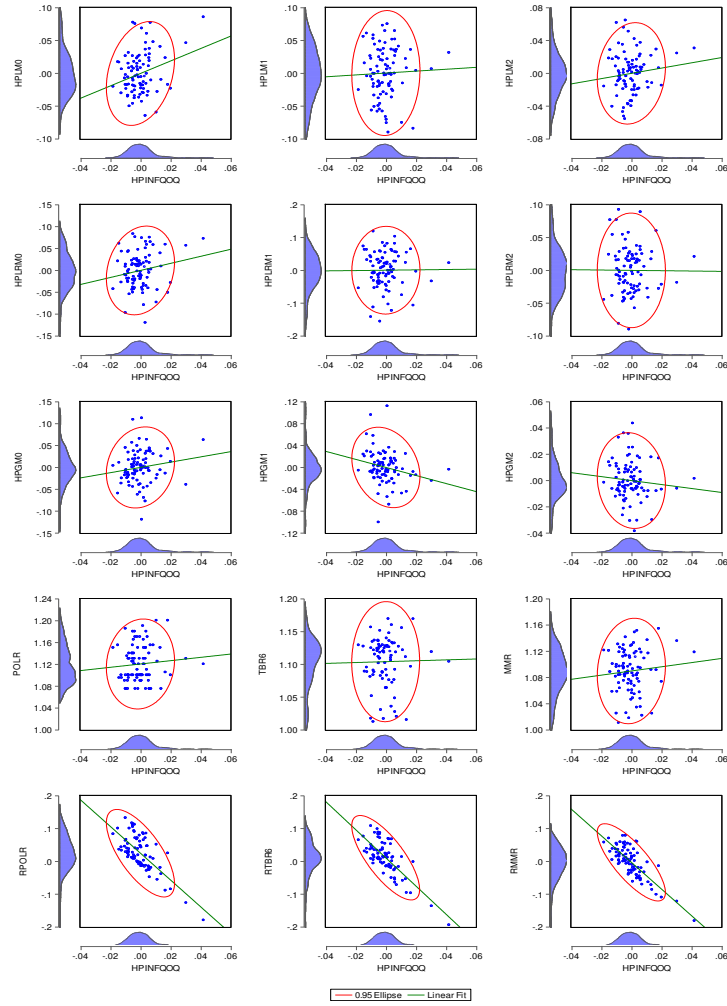 HPLM0
.10
.05
.00
-.05
-.10
-.04 -.02 .00 .02 .04 .06
HPINFQOQ
HPLM1
.10
.05
.00
-.05
-.10
-.04 -.02 .00 .02 .04 .06
HPINFQOQ
HPLM2
.08
.04
.00
-.04
-.08
-.04 -.02 .00 .02 .04 .06
HPINFQOQ
HPLRM0
.15
.10
.05
.00
-.05
-.10
-.15
-.04 -.02 .00 .02 .04 .06
HPINFQOQ
HPLRM1
.2
.1
.0
-.1
-.2
-.04 -.02 .00 .02 .04 .06
HPINFQOQ
HPLRM2
.10
.05
.00
-.05
-.10
-.04 -.02 .00 .02 .04 .06
HPINFQOQ
HPGM0
.15
.10
.05
.00
-.05
-.10
-.15
-.04 -.02 .00 .02 .04 .06
HPINFQOQ
HPGM1
.12
.08
.04
.00
-.04
-.08
-.12
-.04 -.02 .00 .02 .04 .06
HPINFQOQ
HPGM2
.06
.04
.02
.00
-.02
-.04
-.04 -.02 .00 .02 .04 .06
HPINFQOQ
POLR
1.24
1.20
1.16
1.12
1.08
1.04
1.00
-.04 -.02 .00 .02 .04 .06
HPINFQOQ
TBR6
1.20
1.15
1.10
1.05
1.00
-.04 -.02 .00 .02 .04 .06
HPINFQOQ
MMR
1.20
1.16
1.12
1.08
1.04
1.00
-.04 -.02 .00 .02 .04 .06
HPINFQOQ
RPOLR
.2
.1
.0
-.1
-.2
-.04 -.02 .00 .02 .04 .06
HPINFQOQ
RTBR6
.2
.1
.0
-.1
-.2
-.04 -.02 .00 .02 .04 .06
HPINFQOQ
RMMR
.2
.1
.0
-.1
-.2
-.04 -.02 .00 .02 .04 .06
HPINFQOQ
0.95 Ellipse Linear Fit